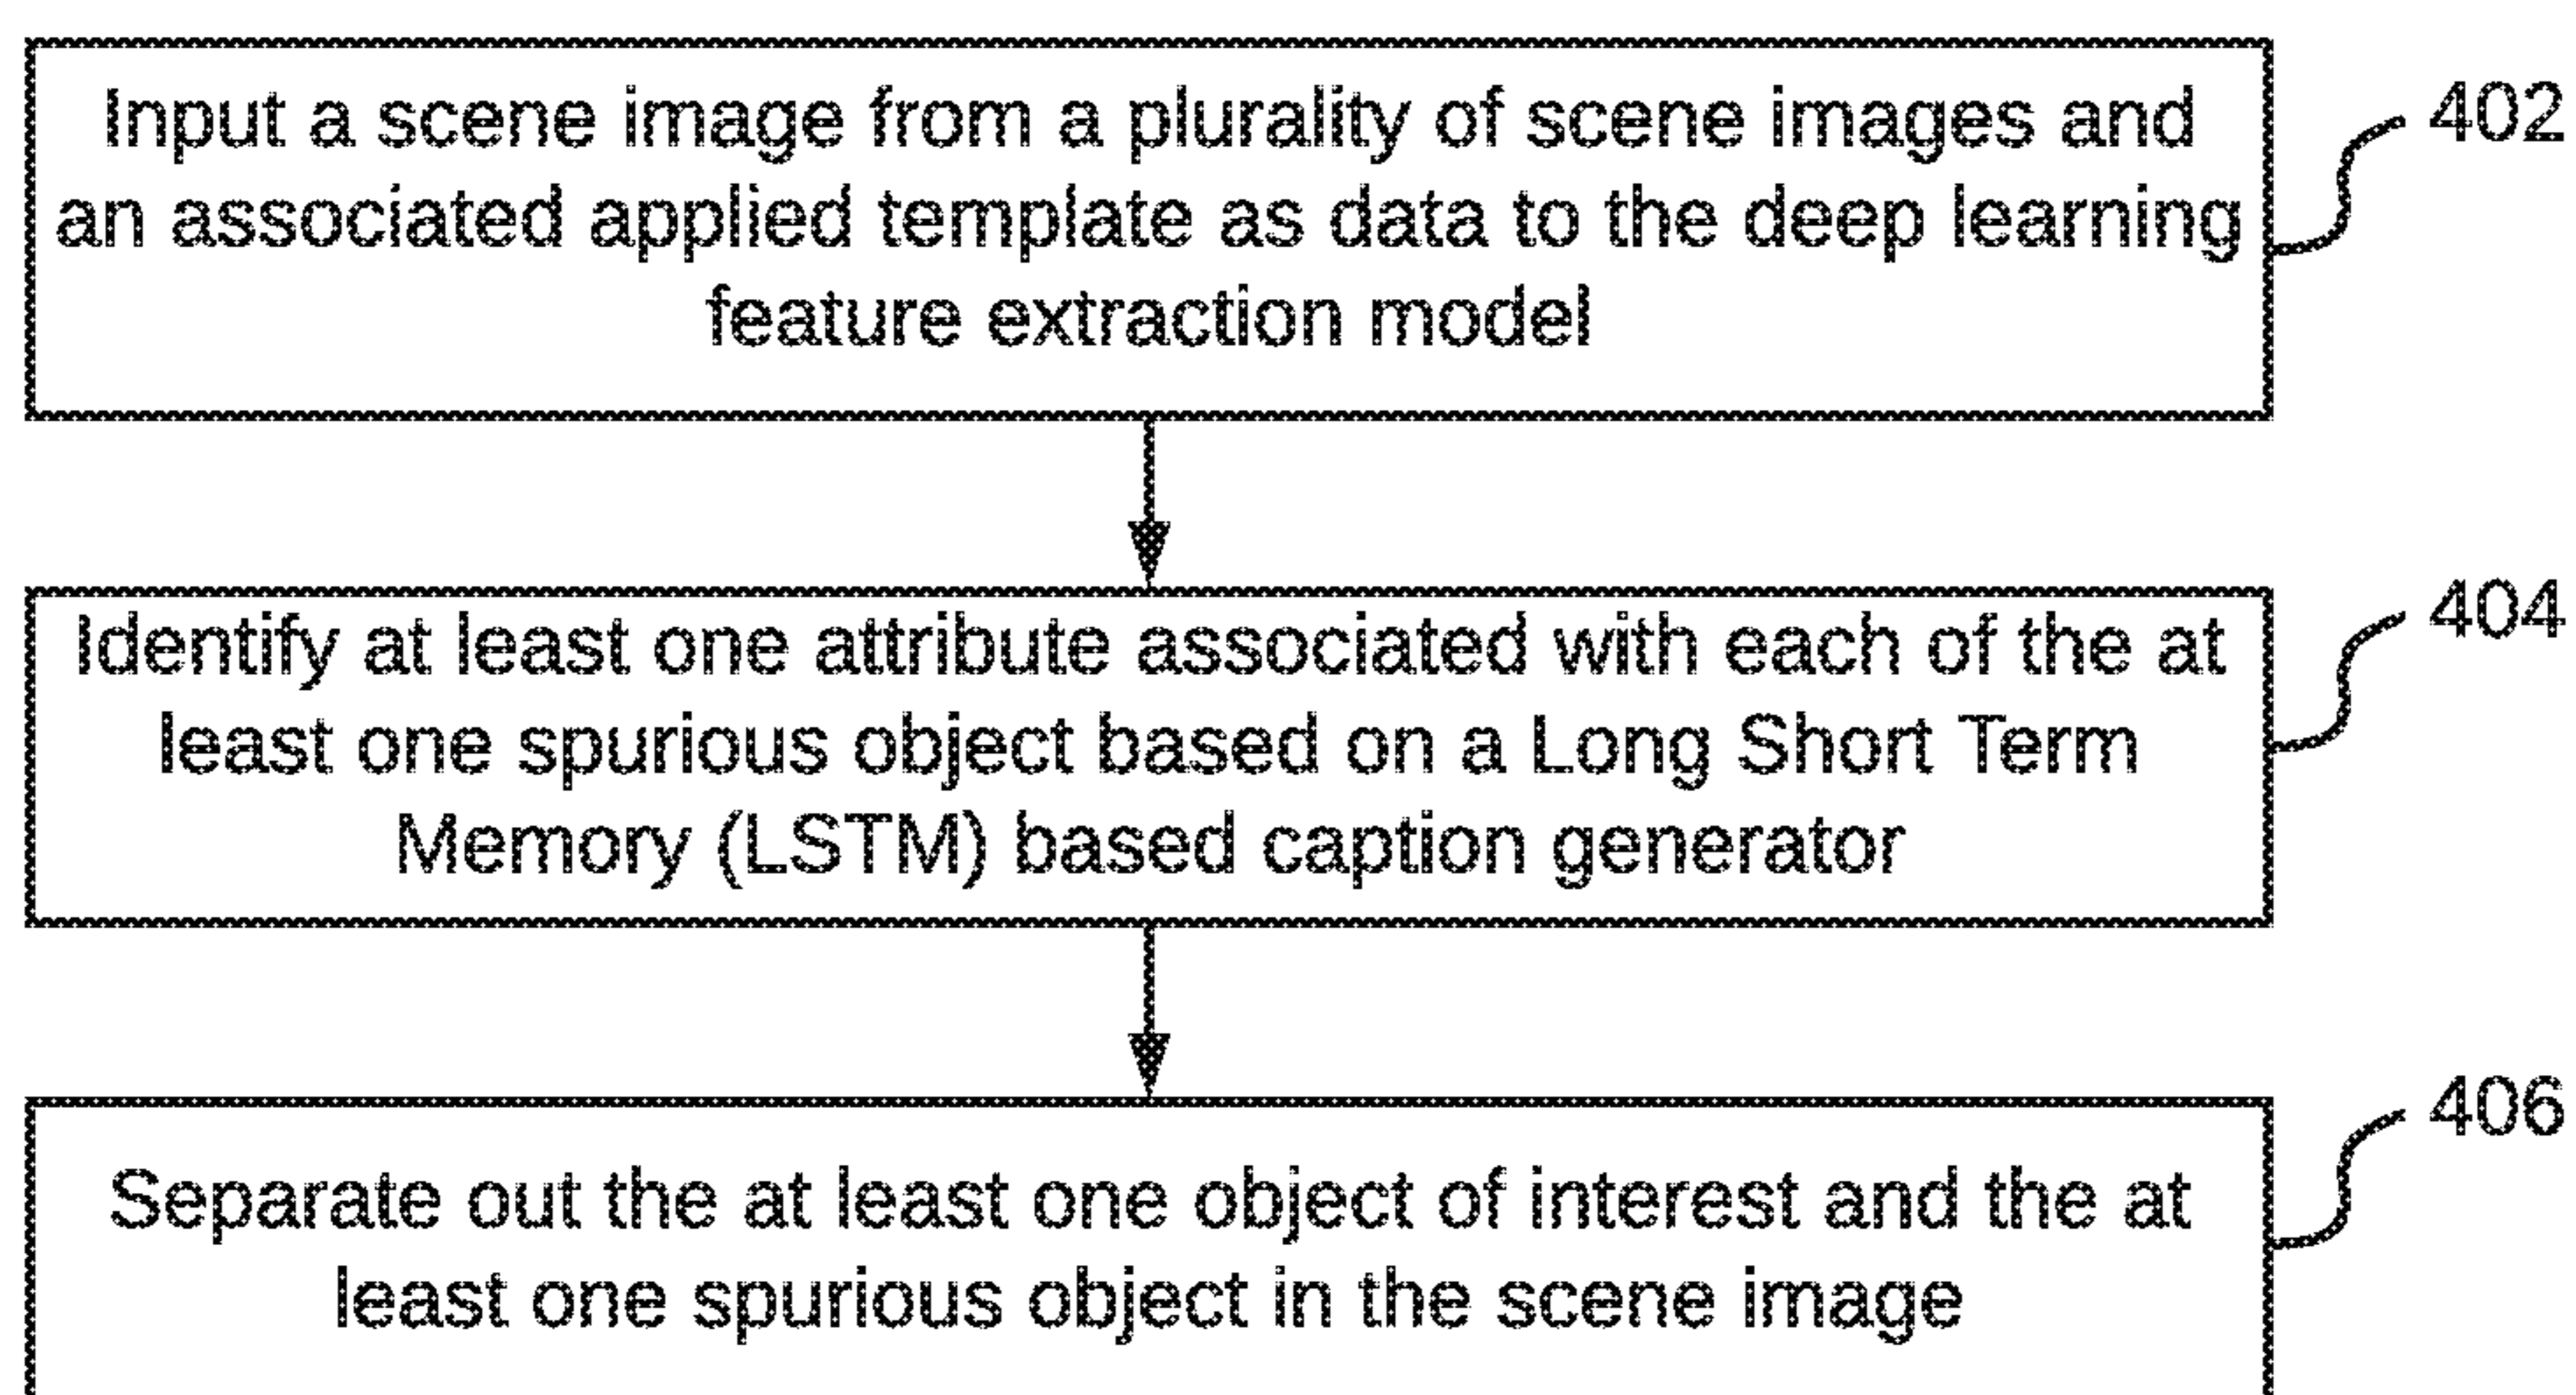 Input a scene image from a plurality of scene images and
an associated applied template as data to the deep learning
feature extraction model
402
Identify at least one attribute associated with each of the at
least one spurious object based on a Long Short Term
Memory (LSTM) based caption generator
404
Separate out the at least one object of interest and the at
least one spurious object in the scene image
406